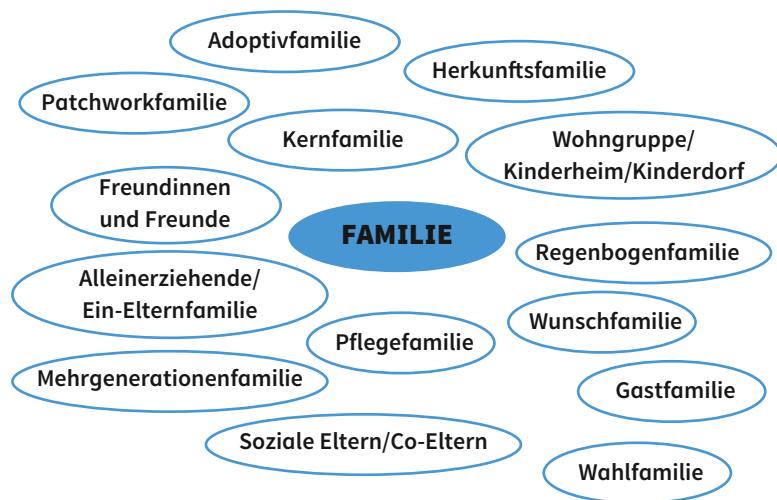 Adoptivfamilie
Herkunftsfamilie
Patchworkfamilie
Kernfamilie
Wohngruppe/
Kinderheim/Kinderdorf
Freundinnen
und Freunde
FAMILIE
Regenbogenfamilie
Alleinerziehende/
Ein-Elternfamilie
Wunschfamilie
Pflegefamilie
Mehrgenerationenfamilie
Gastfamilie
Soziale Eltern/Co-Eltern
Wahlfamilie